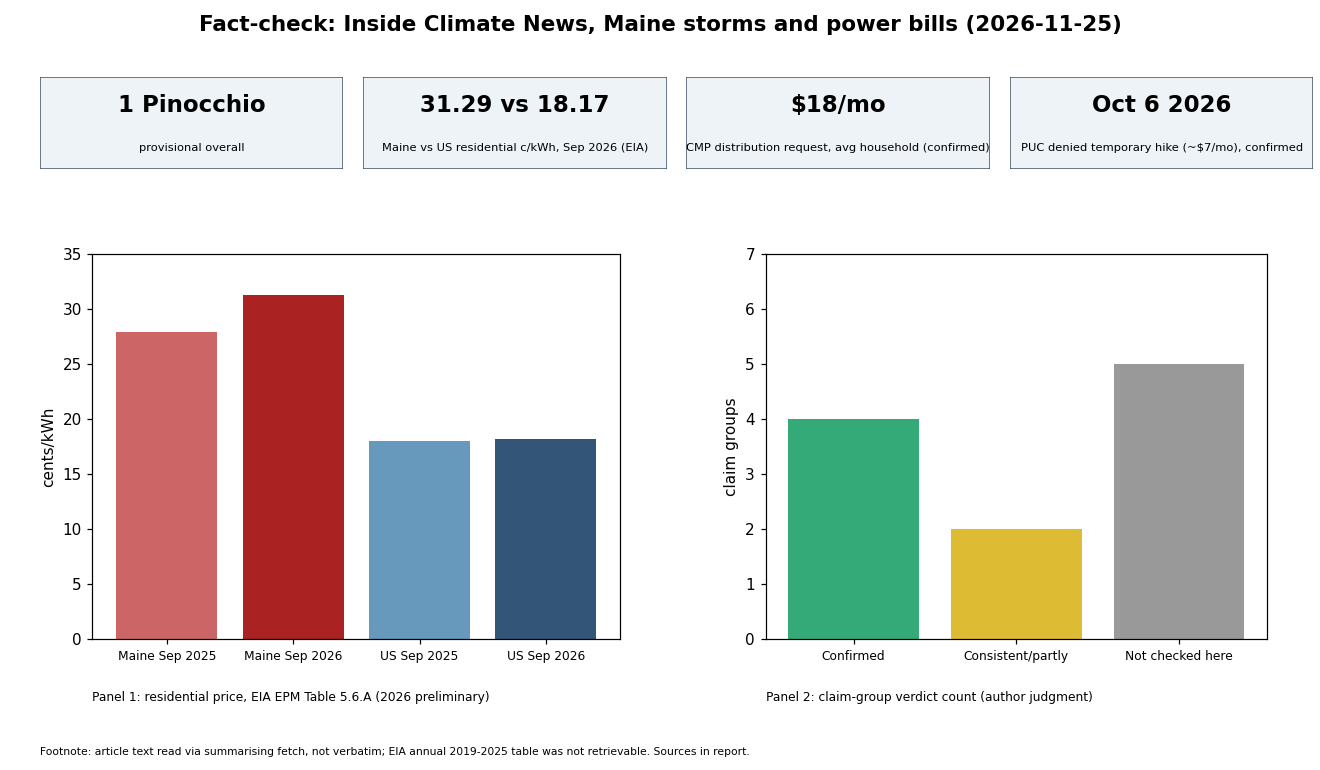 Fact-check: Inside Climate News, Maine storms and power bills (2026-11-25)
1 Pinocchio
provisional overall
31.29 vs 18.17
Maine vs US residential c/kWh, Sep 2026 (EIA)
$18/mo
CMP distribution request, avg household (confirmed)
Oct 6 2026
PUC denied temporary hike (~$7/mo), confirmed
cents/kWh
35
30
25
20
15
10
5
0
Maine Sep 2025
Maine Sep 2026
US Sep 2025
US Sep 2026
Panel 1: residential price, EIA EPM Table 5.6.A (2026 preliminary)
claim groups
7
6
5
4
3
2
1
0
Confirmed
Consistent/partly
Not checked here
Panel 2: claim-group verdict count (author judgment)
Footnote: article text read via summarising fetch, not verbatim; EIA annual 2019-2025 table was not retrievable. Sources in report.